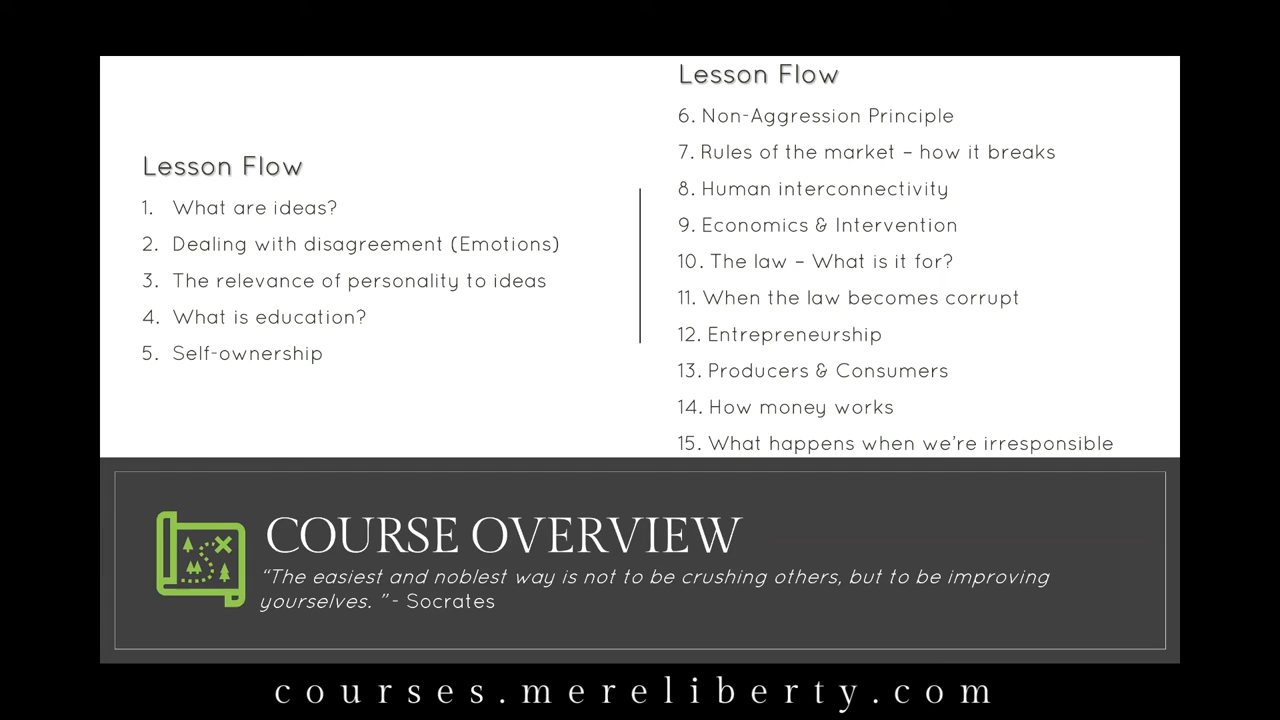 Lesson Flow
1. What are ideas?
2. Dealing with disagreement (Emotions)
3. The relevance of personality to ideas
4. What is education?
5. Self-ownership
Lesson Flow
6. Non-Aggression Principle
7. Rules of the market – how it breaks
8. Human interconnectivity
9. Economics & Intervention
10. The law – What is it for?
11. When the law becomes corrupt
12. Entrepreneurship
13. Producers & Consumers
14. How money works
15. What happens when we're irresponsible
COURSE OVERVIEW
“The easiest and noblest way is not to be crushing others, but to be improving
yourselves. ” - Socrates
courses.mereliberty.com